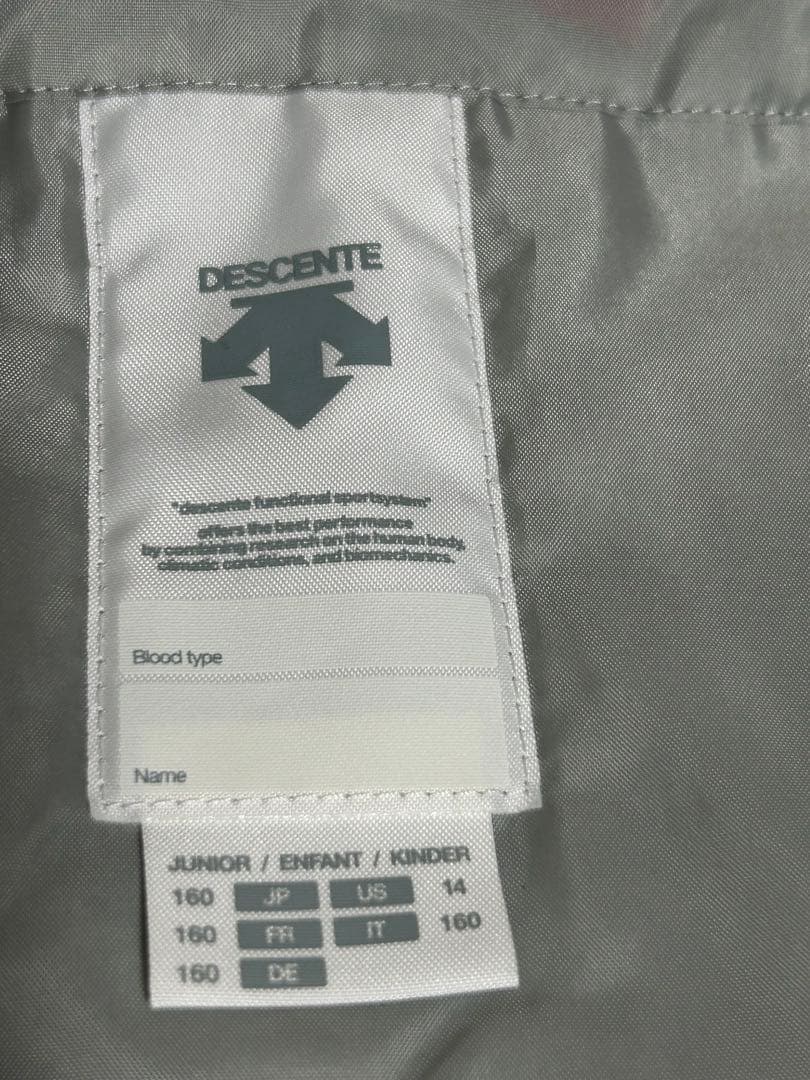 DESCENTE
"descente functional sportsystem"
offers the best performance
by combining research on the human body,
climatic conditions, and biomechanics.
Blood type
Name
JUNIOR / ENFANT / KINDER
160 JP US 14
160 FR IT 160
160 DE